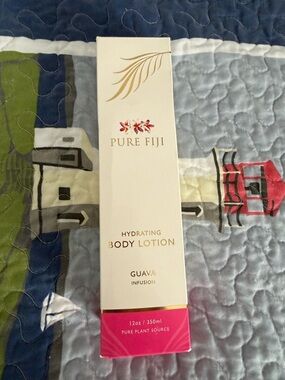 PURE FIJI
HYDRATING
BODY LOTION
GUAVA
INFUSION
12oz / 350ml
PURE PLANT SOURCE